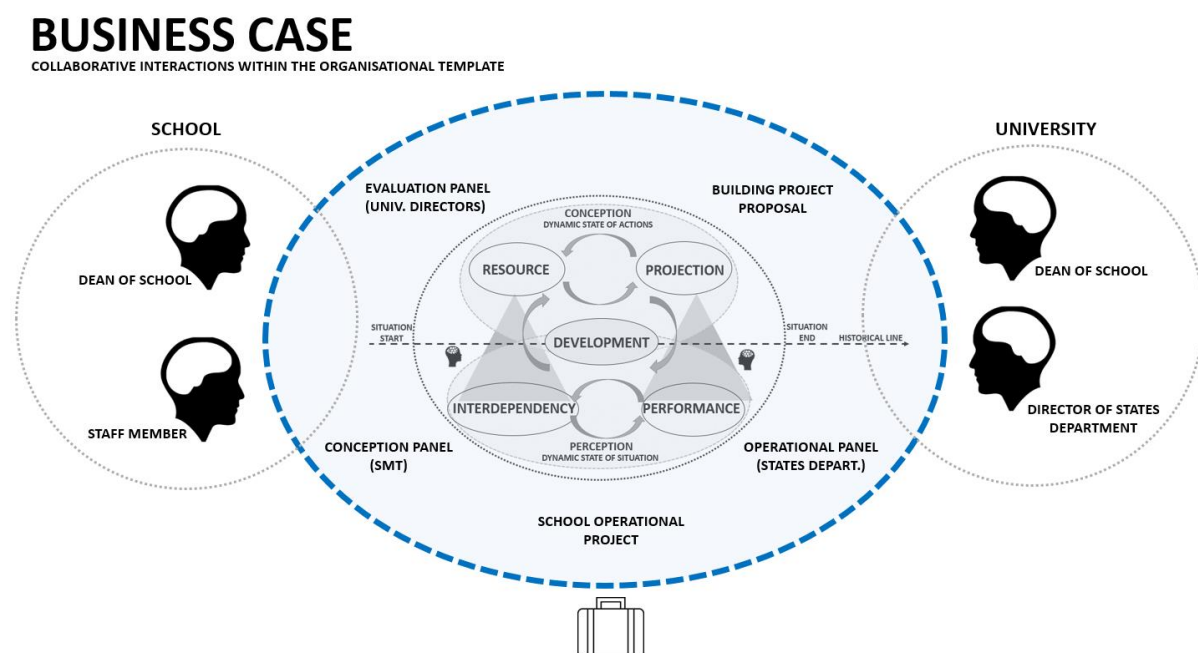 BUSINESS CASE
COLLABORATIVE INTERACTIONS WITHIN THE ORGANISATIONAL TEMPLATE
SCHOOL
UNIVERSITY
EVALUATION PANEL
(UNIV. DIRECTORS)
BUILDING PROJECT
PROPOSAL
CONCEPTION
DYNAMIC STATE OF ACTIONS
RESOURCE
PROJECTION
DEAN OF SCHOOL
DEAN OF SCHOOL
SITUATION
START
DEVELOPMENT
SITUATION
END
HISTORICAL LINE
INTERDEPENDENCY
PERFORMANCE
STAFF MEMBER
DIRECTOR OF STATES
DEPARTMENT
CONCEPTION PANEL
(SMT)
PERCEPTION
DYNAMIC STATE OF SITUATION
OPERATIONAL PANEL
(STATES DEPART.)
SCHOOL OPERATIONAL
PROJECT